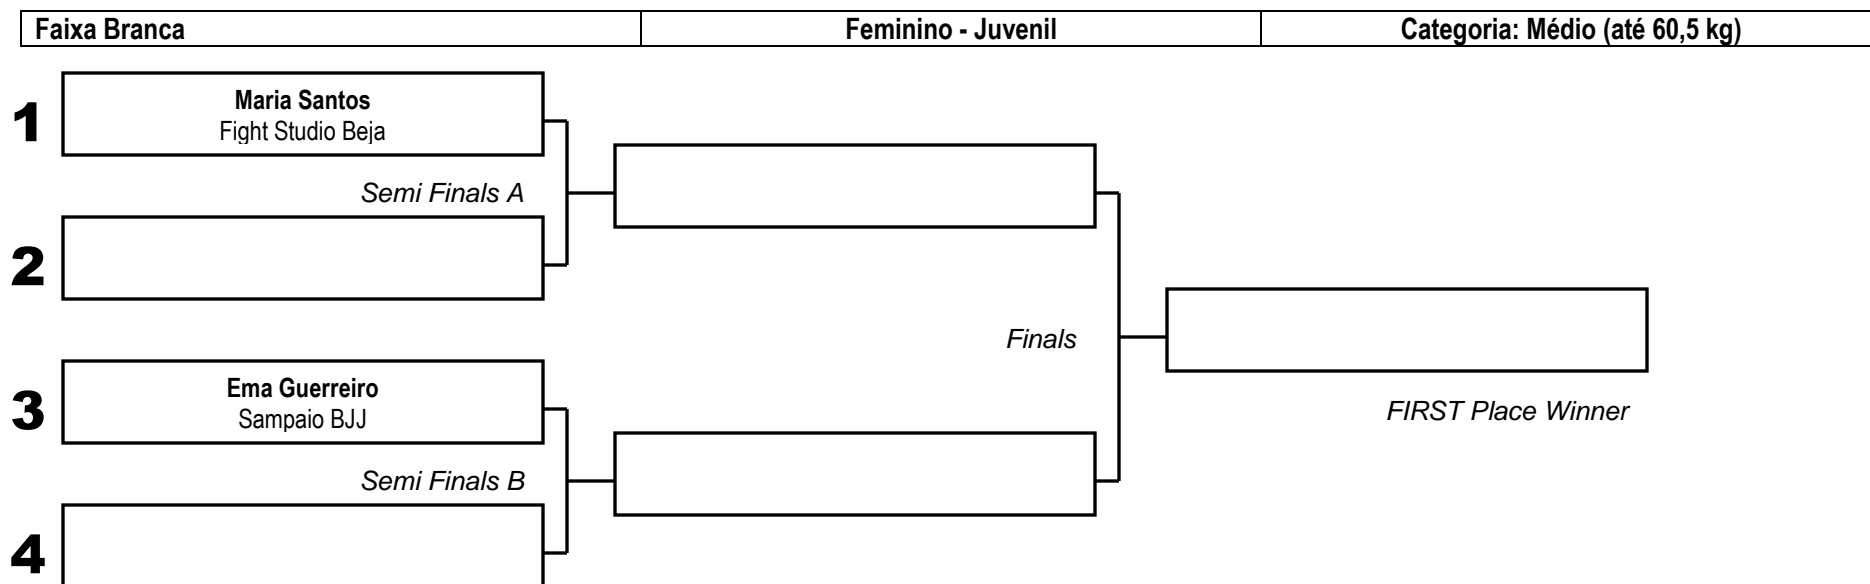 Faixa Branca
Feminino - Juvenil
Categoria: Médio (até 60,5 kg)
1
Maria Santos
Fight Studio Beja
Semi Finals A
2
Finals
3
Ema Guerreiro
Sampaio BJJ
FIRST Place Winner
Semi Finals B
4